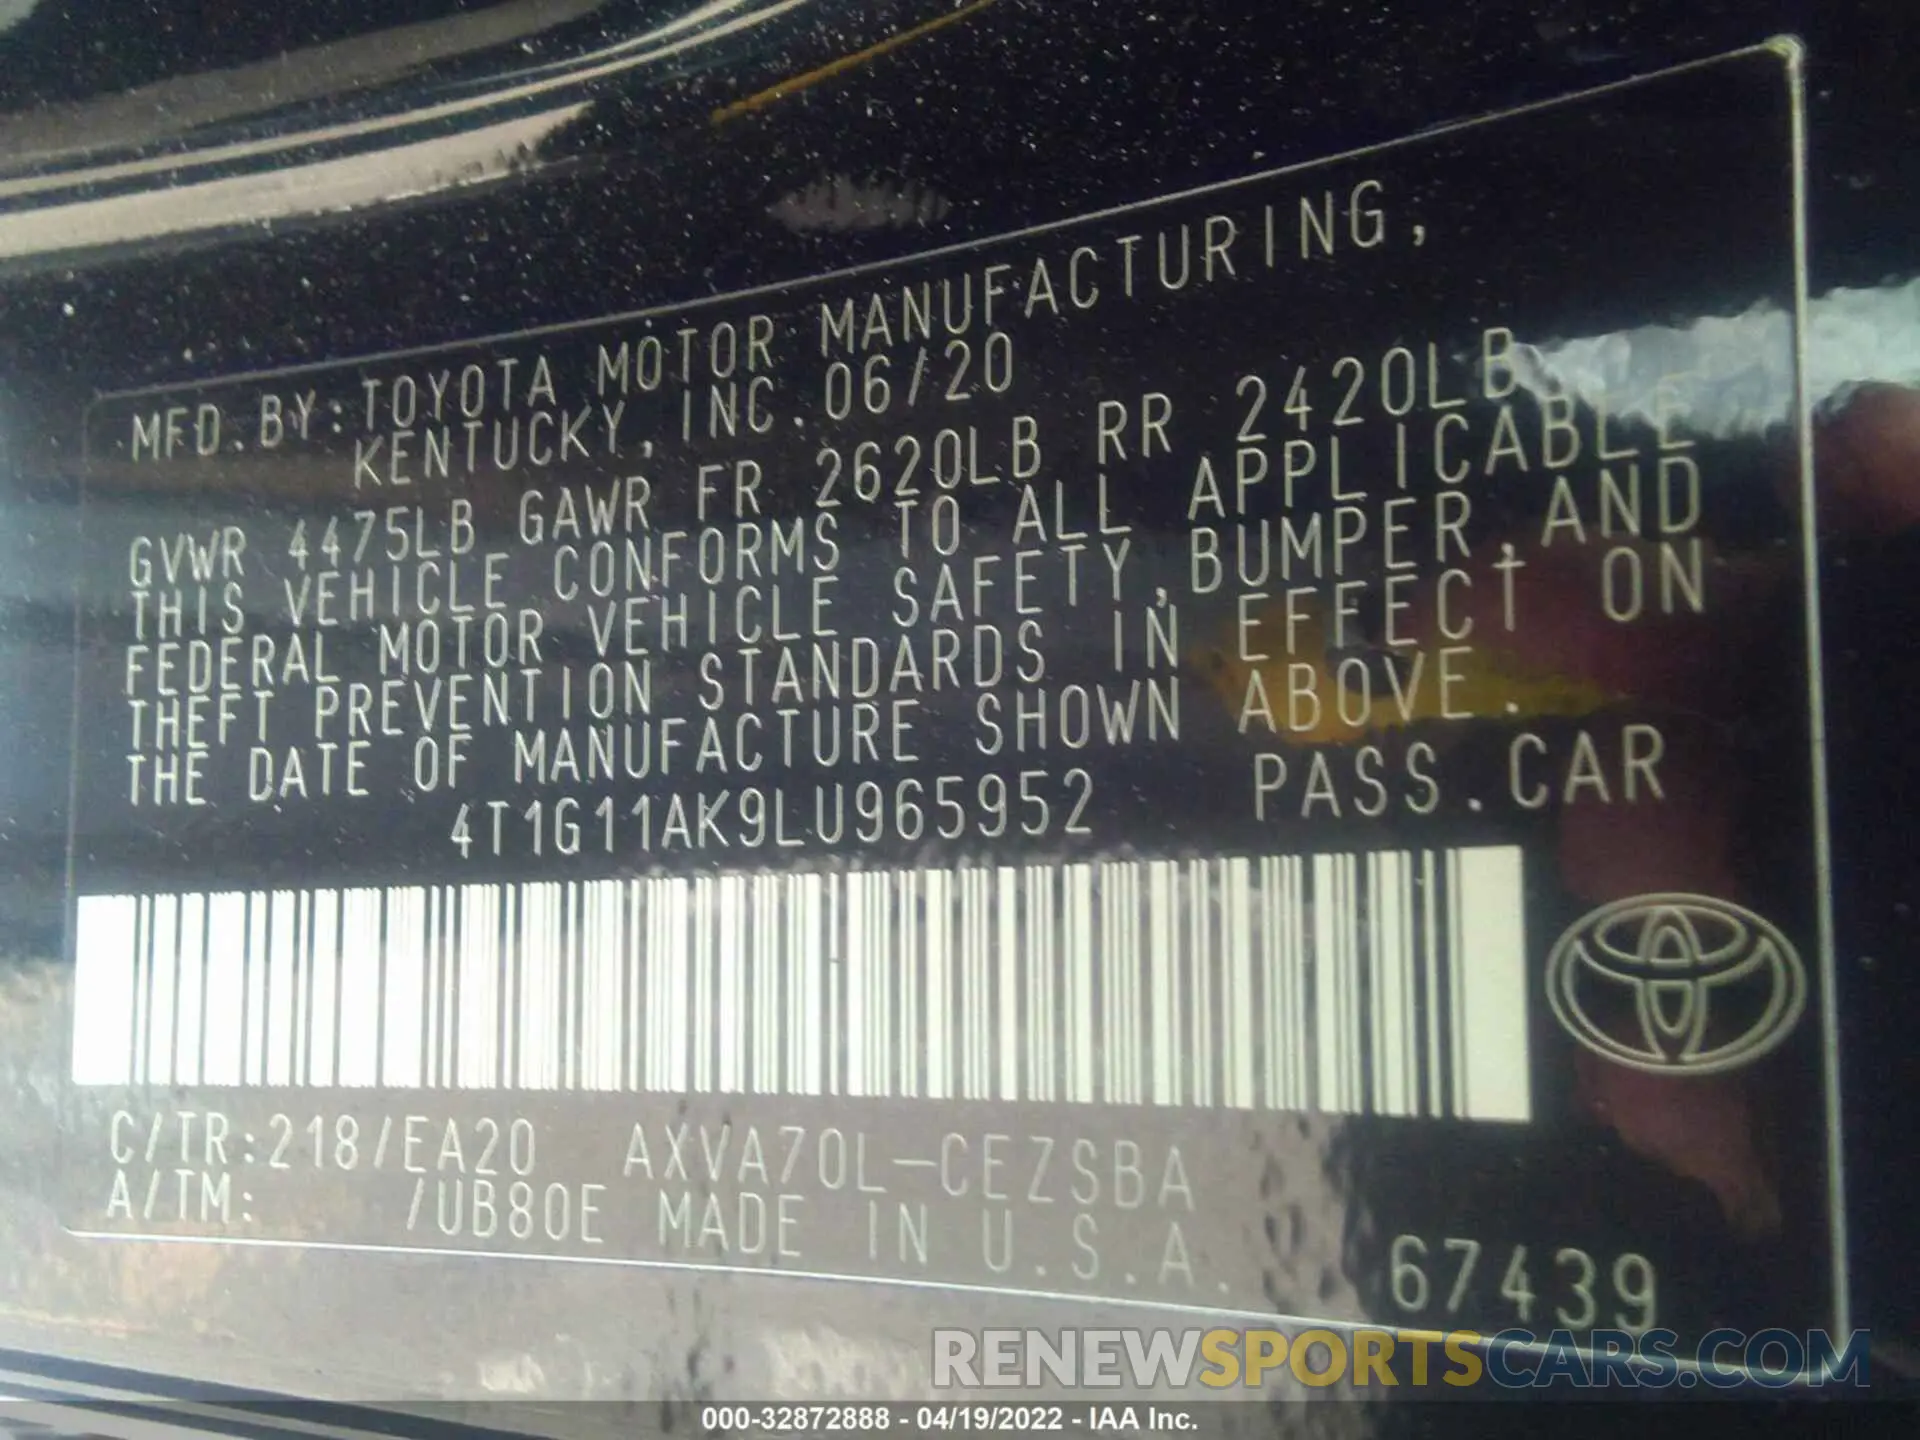 MFD.BY:TOYOTA MOTOR MANUFACTURING,
KENTUCKY, INC.06/20
GVWR 4475LB GAWR FR 2620LB RR 2420LB
THIS VEHICLE CONFORMS TO ALL APPLICABLE
FEDERAL MOTOR VEHICLE SAFETY,BUMPER,AND
THEFT PREVENTION STANDARDS IN EFFECT ON
THE DATE OF MANUFACTURE SHOWN ABOVE.
4T1G11AK9LU965952 PASS.CAR
C/TR:218/EA20 AXVA70L-CEZSBA
A/TM: /UB80E MADE IN U.S.A.
67439
RENEWSPORTSCARS.COM
000-32872888 - 04/19/2022 - IAA Inc.